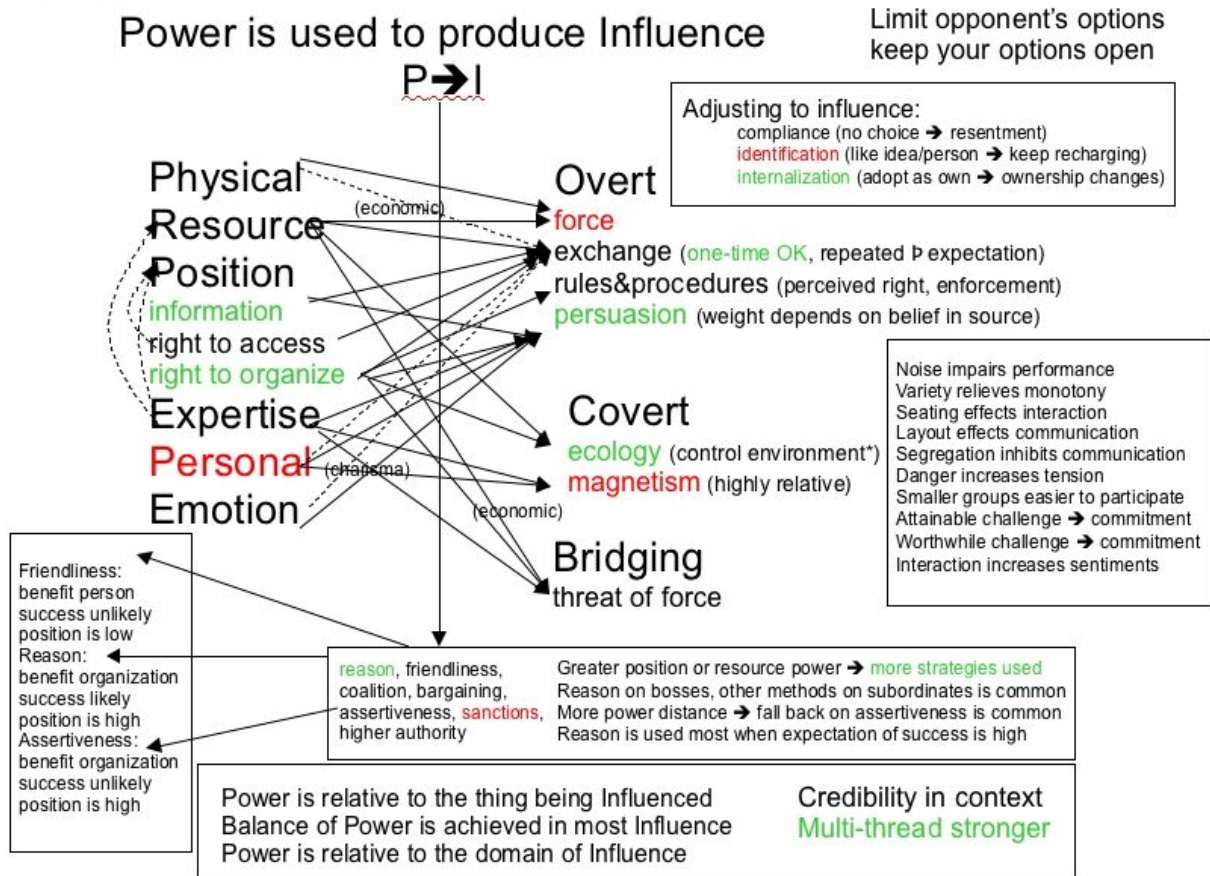 Power is used to produce Influence
P➔I
Limit opponent's options
keep your options open
Adjusting to influence:
compliance (no choice ➔ resentment)
identification (like idea/person ➔ keep recharging)
internalization (adopt as own ➔ ownership changes)
Physical
Resource
(economic)
Position
information
right to access
right to organize
Expertise
Personal
(charisma)
Emotion
Overt
force
exchange (one-time OK, repeated Þ expectation)
rules&procedures (perceived right, enforcement)
persuasion (weight depends on belief in source)
Covert
ecology (control environment*)
magnetism (highly relative)
(economic)
Bridging
threat of force
Noise impairs performance
Variety relieves monotony
Seating effects interaction
Layout effects communication
Segregation inhibits communication
Danger increases tension
Smaller groups easier to participate
Attainable challenge ➔ commitment
Worthwhile challenge ➔ commitment
Interaction increases sentiments
Friendliness:
benefit person
success unlikely
position is low
Reason:
benefit organization
success likely
position is high
Assertiveness:
benefit organization
success unlikely
position is high
reason, friendliness,
coalition, bargaining,
assertiveness, sanctions,
higher authority
Greater position or resource power ➔ more strategies used
Reason on bosses, other methods on subordinates is common
More power distance ➔ fall back on assertiveness is common
Reason is used most when expectation of success is high
Power is relative to the thing being Influenced
Balance of Power is achieved in most Influence
Power is relative to the domain of Influence
Credibility in context
Multi-thread stronger